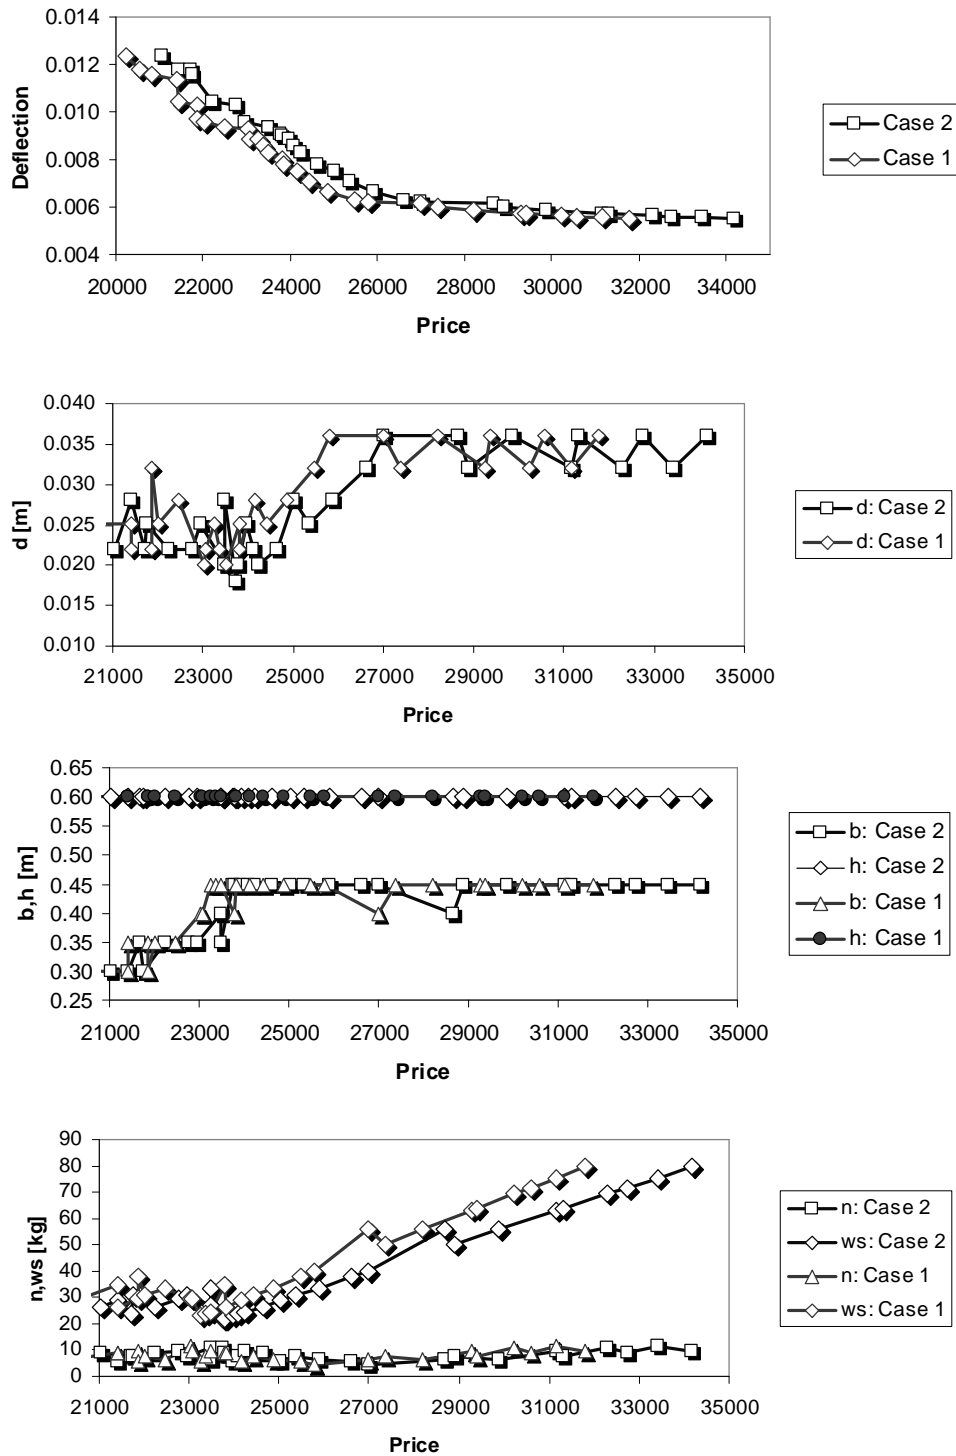 0.014
0.012
0.010
0.008
0.006
0.004
Deflection
20000 22000 24000 26000 28000 30000 32000 34000
Price
Case 2
Case 1
0.040
0.035
0.030
0.025
0.020
0.015
0.010
d [m]
21000 23000 25000 27000 29000 31000 33000 35000
Price
d: Case 2
d: Case 1
0.65
0.60
0.55
0.50
0.45
0.40
0.35
0.30
0.25
b,h [m]
21000 23000 25000 27000 29000 31000 33000 35000
Price
b: Case 2
h: Case 2
b: Case 1
h: Case 1
90
80
70
60
50
40
30
20
10
0
n,ws [kg]
21000 23000 25000 27000 29000 31000 33000 35000
Price
n: Case 2
ws: Case 2
n: Case 1
ws: Case 1